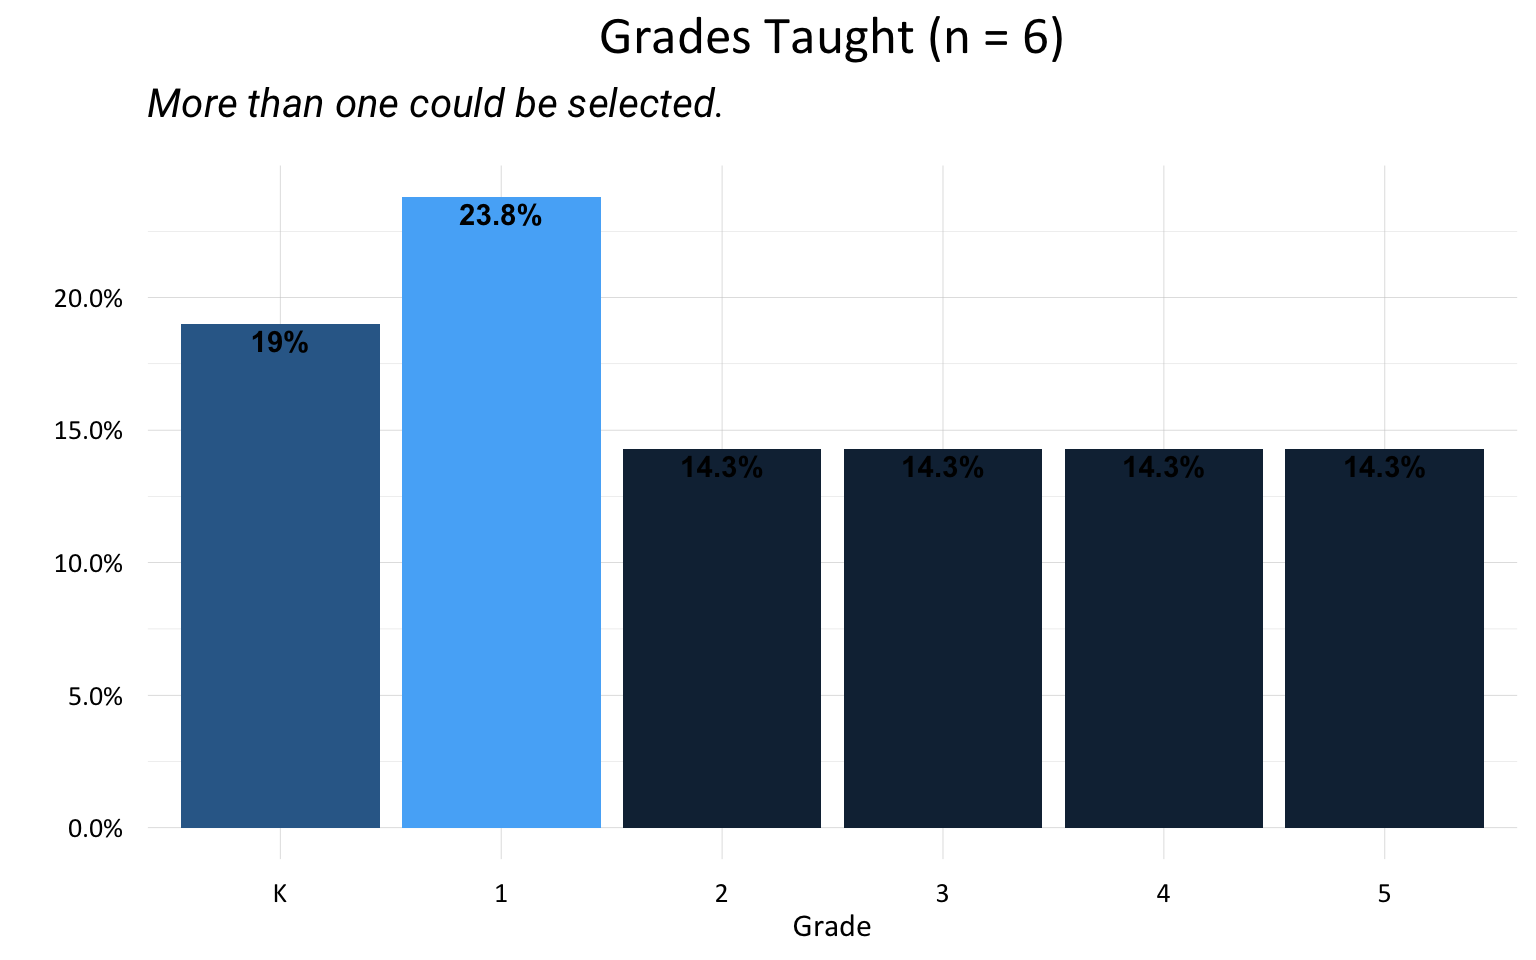 Grades Taught (n = 6)
More than one could be selected.
23.8%
20.0%
19%
15.0%
14.3% 14.3% 14.3% 14.3%
10.0%
5.0%
0.0%
K 1 2 3 4 5
Grade